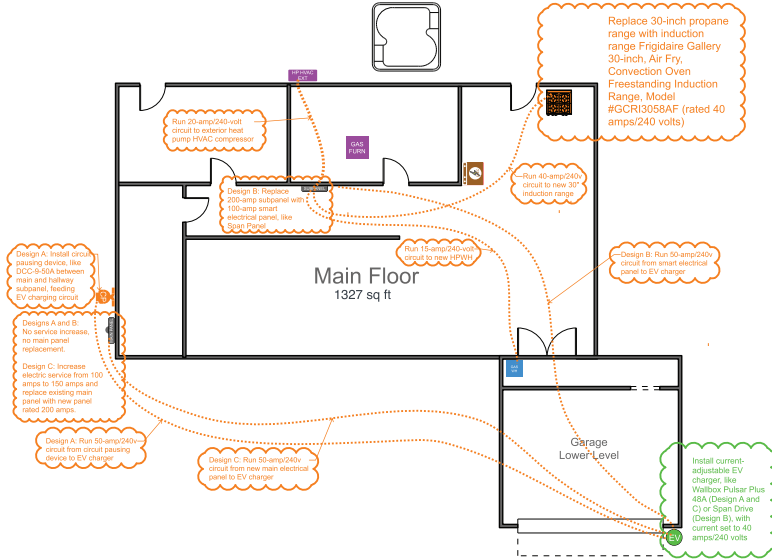 Replace 30-inch propane
range with induction
range Frigidaire Gallery
30-inch, Air Fry,
Convection Oven
Freestanding Induction
Range, Model
#GCRI3058AF (rated 40
amps/240 volts)
HP HVAC
EXT
Run 20-amp/240-volt
circuit to exterior heat
pump HVAC compressor
GAS
FURN
Design B: Replace
200-amp subpanel with
100-amp smart
electrical panel, like
Span Panel
Run 40-amp/240v
circuit to new 30"
induction range
Run 15-amp/240-volt
circuit to new HPWH
Design B: Run 50-amp/240v
circuit from smart electrical
panel to EV charger
Design A: Install circuit
pausing device, like
DCC-9-50A between
main and hallway
subpanel, feeding
EV charging circuit
Main Floor
1327 sq ft
Designs A and B:
No service increase,
no main panel
replacement.
Design C: Increase
electric service from 100
amps to 150 amps and
replace existing main
panel with new panel
rated 200 amps.
GAS
WH
Design A: Run 50-amp/240v
circuit from circuit pausing
device to EV charger
Design C: Run 50-amp/240v
circuit from new main electrical
panel to EV charger
Garage
Lower Level
Install current-
adjustable EV
charger, like
Wallbox Pulsar Plus
48A (Design A and
C) or Span Drive
(Design B), with
current set to 40
amps/240 volts
EV